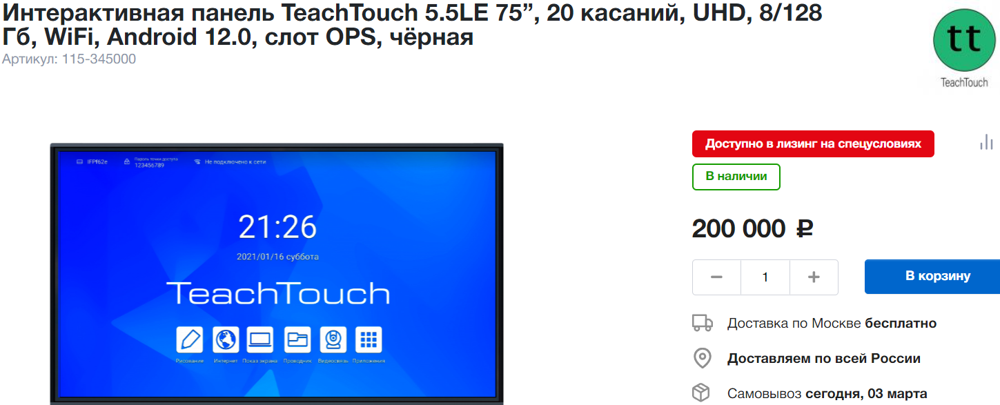 Интерактивная панель TeachTouch 5.5LE 75”, 20 касаний, UHD, 8/128
Гб, WiFi, Android 12.0, слот OPS, чёрная
Артикул: 115-345000
tt
TeachTouch
IFPf62e
Пароль точки доступа
123456789
Не подключено к сети
21:26
2021/01/16 суббота
TeachTouch
Рисование Интернет Показ экрана Проводник Видеосвязь Приложения
Доступно в лизинг на спецусловиях
В наличии
200 000 ₽
1
В корзину
Доставка по Москве бесплатно
Доставляем по всей России
Самовывоз сегодня, 03 марта